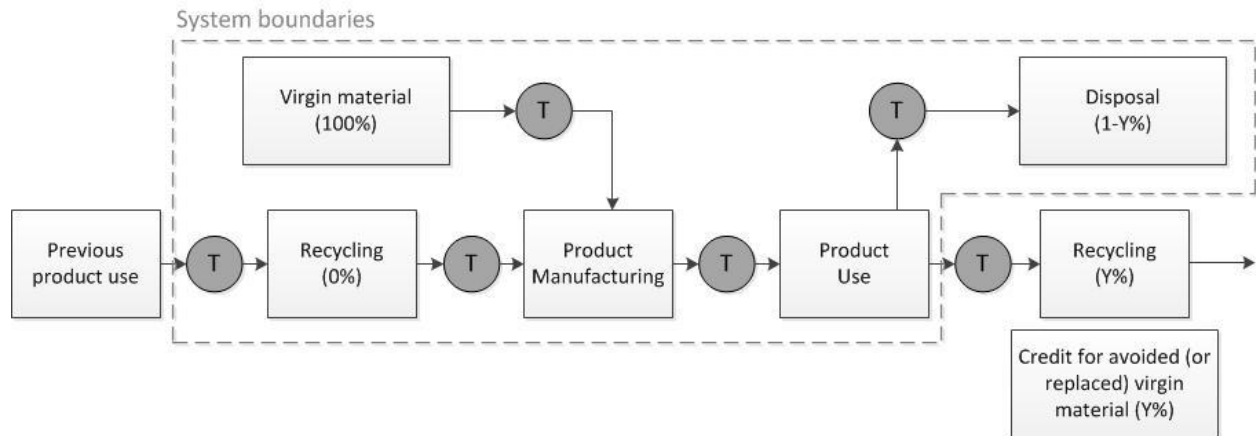 System boundaries
Virgin material
(100%)
T
T
Disposal
(1-Y%)
Previous
product use
T
Recycling
(0%)
T
Product
Manufacturing
T
Product
Use
T
Recycling
(Y%)
Credit for avoided (or
replaced) virgin
material (Y%)